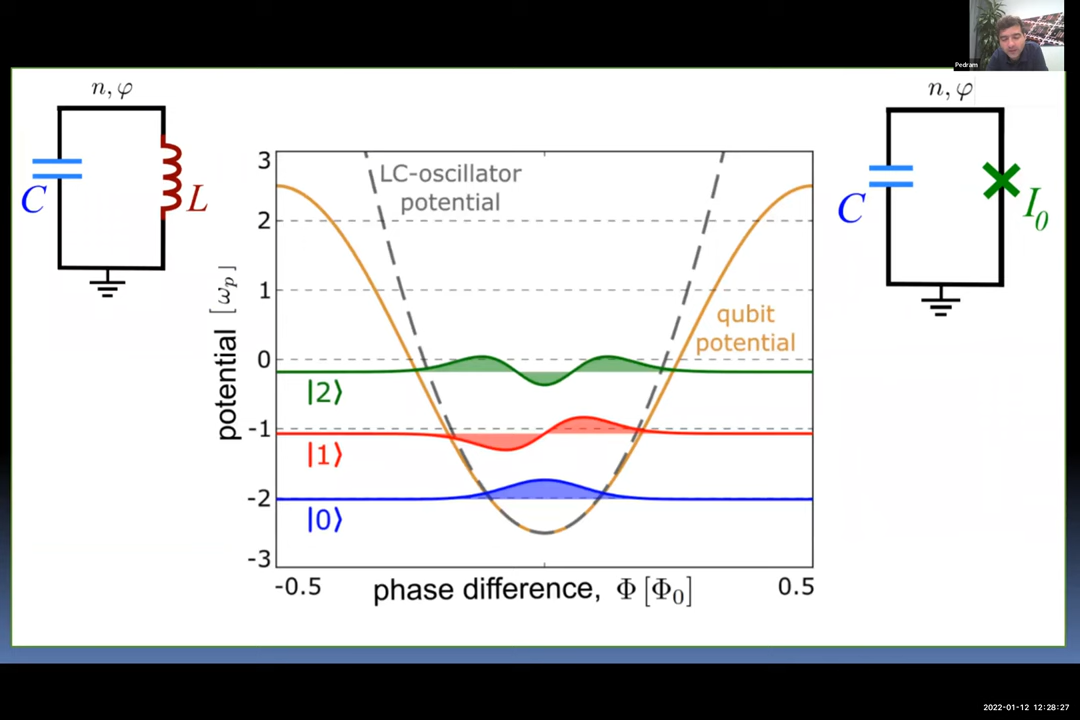 Pedram
n, φ
C
L
n, φ
C
I₀
LC-oscillator
potential
qubit
potential
potential [ωₚ]
3
2
1
0
-1
-2
-3
|2⟩
|1⟩
|0⟩
-0.5
0.5
phase difference, Φ [Φ₀]
2022-01-12 12:28:27